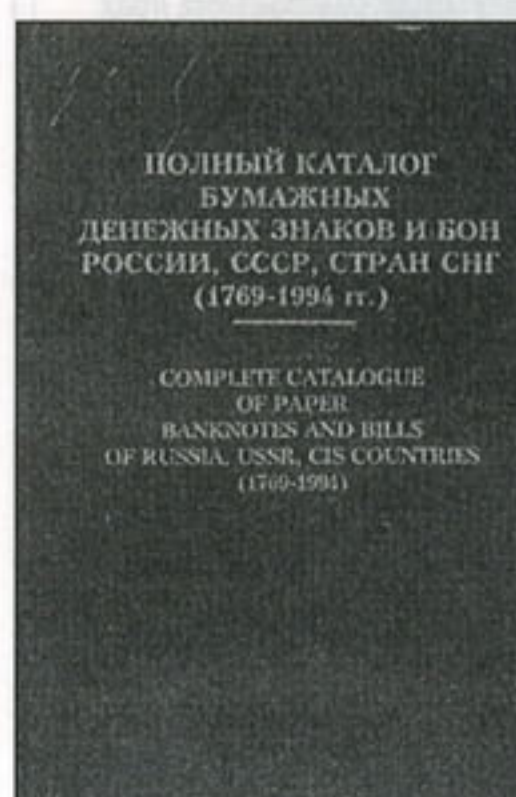 ПОЛНЫЙ КАТАЛОГ
БУМАЖНЫХ
ДЕНЕЖНЫХ ЗНАКОВ И БОН
РОССИИ, СССР, СТРАН СНГ
(1769-1994 гг.)
COMPLETE CATALOGUE
OF PAPER
BANKNOTES AND BILLS
OF RUSSIA, USSR, CIS COUNTRIES
(1769-1994)